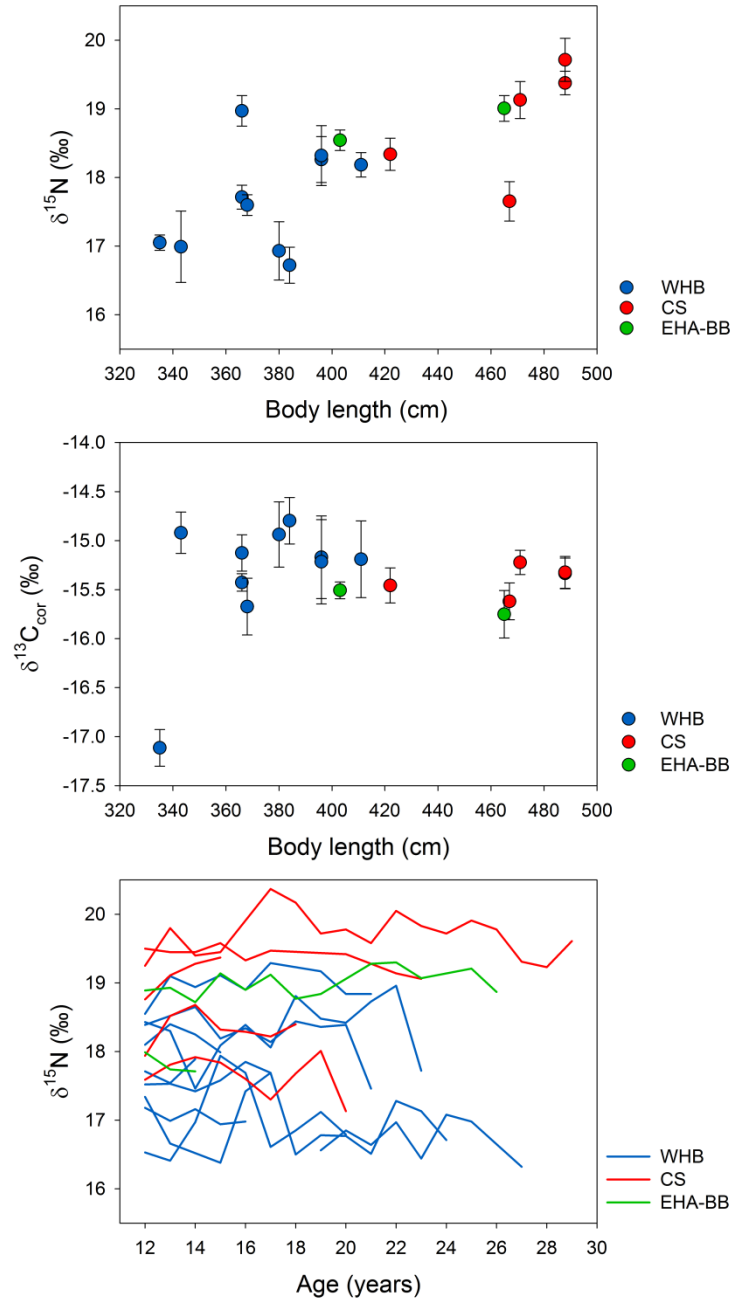 20
19
18
17
16
δ15N (‰)
320 340 360 380 400 420 440 460 480 500
Body length (cm)
WHB
CS
EHA-BB
-14.0
-14.5
-15.0
-15.5
-16.0
-16.5
-17.0
-17.5
δ13Ccor (‰)
320 340 360 380 400 420 440 460 480 500
Body length (cm)
WHB
CS
EHA-BB
20
19
18
17
16
δ15N (‰)
12 14 16 18 20 22 24 26 28 30
Age (years)
WHB
CS
EHA-BB